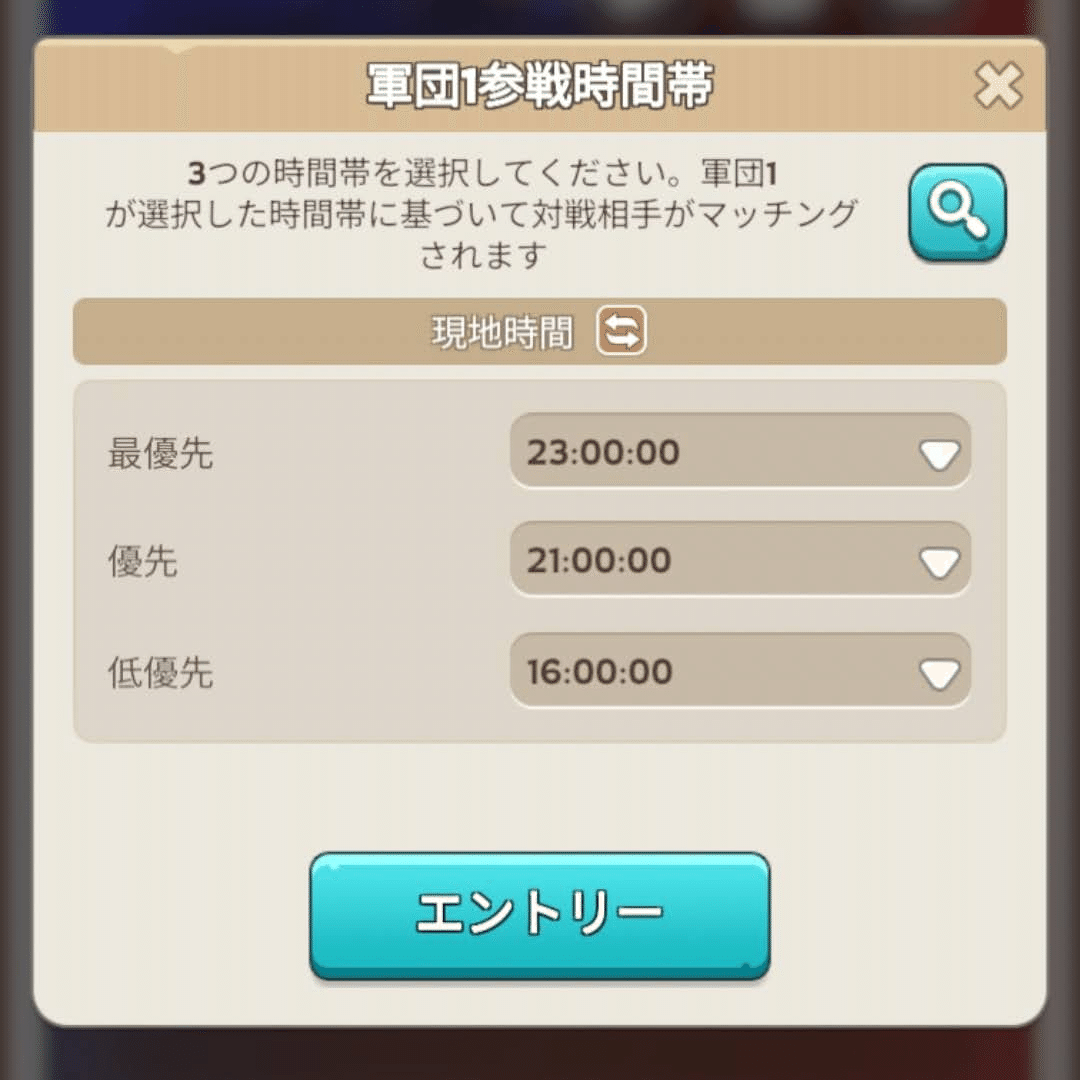 軍団1参戦時間帯
3つの時間帯を選択してください。軍団1
が選択した時間帯に基づいて対戦相手がマッチング
されます
現地時間
最優先
23:00:00
優先
21:00:00
低優先
16:00:00
エントリー